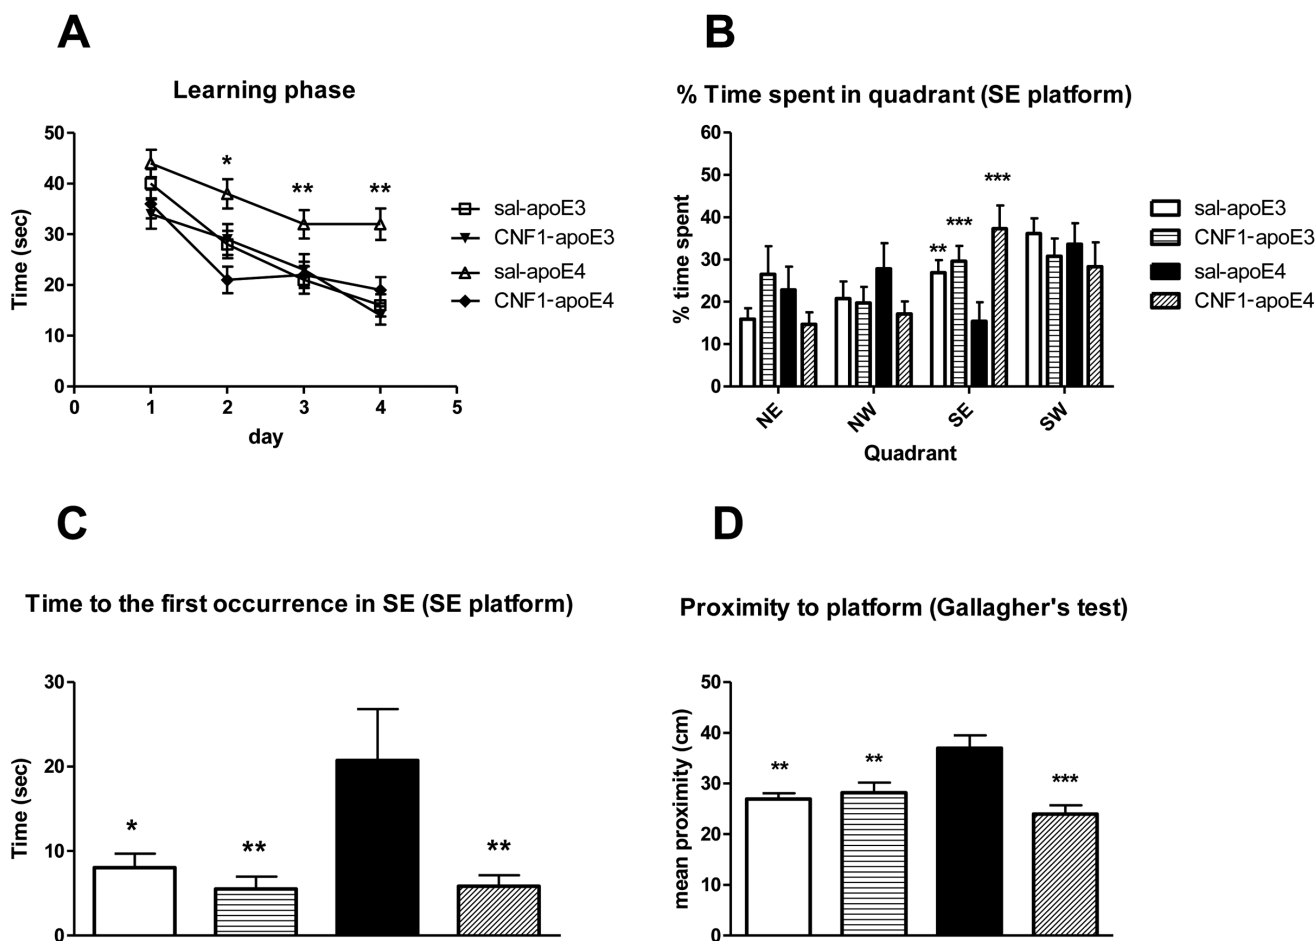 A
Learning phase
Time (sec)
50
40
30
20
10
0
*
**
**
0
1
2
3
4
5
day
sal-apoE3
CNF1-apoE3
sal-apoE4
CNF1-apoE4
B
% Time spent in quadrant (SE platform)
% time spent
60
50
40
30
20
10
0
**
***
***
NE
NW
SE
SW
Quadrant
sal-apoE3
CNF1-apoE3
sal-apoE4
CNF1-apoE4
C
Time to the first occurrence in SE (SE platform)
Time (sec)
30
20
10
0
*
**
**
D
Proximity to platform (Gallagher's test)
mean proximity (cm)
50
40
30
20
10
0
**
**
***